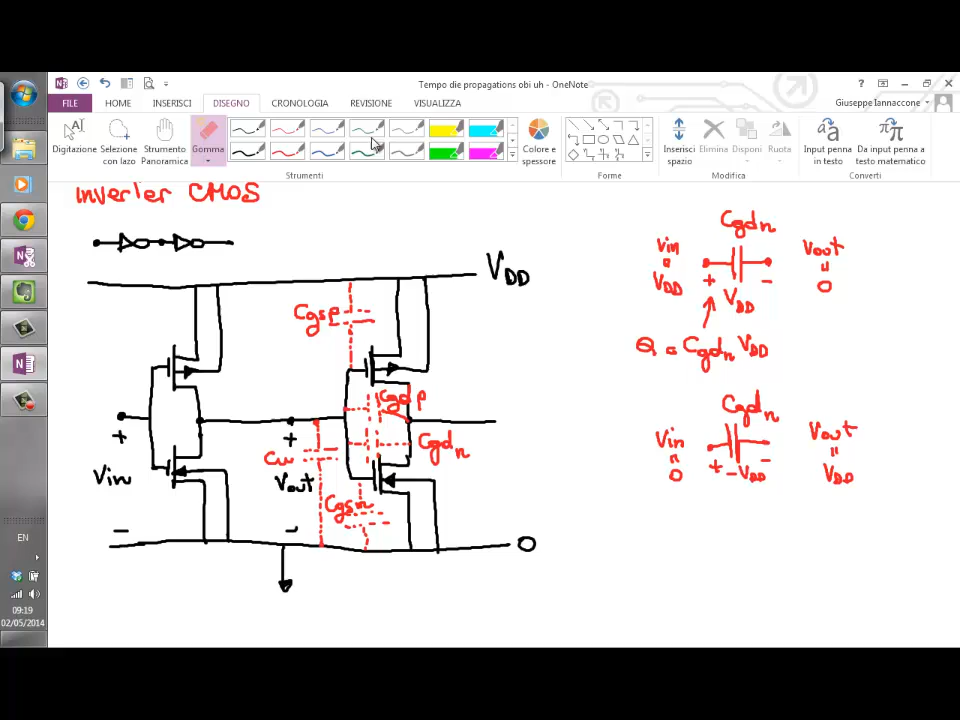 Tempo die propagations obi uh - OneNote
FILE HOME INSERISCI DISEGNO CRONOLOGIA REVISIONE VISUALIZZA
Giuseppe Iannaccone
Digitazione
Selezione con lazo
Strumento Panoramica
Gomma
Colore e spessore
Inserisci spazio
Elimina
Disponi
Ruota
Input penna in testo
Da input penna a testo matematico
Strumenti
Forme
Modifica
Converti
Inverter CMOS
VDD
Cgsp
Cgdp
Cgdn
+
Vin
-
Cw
+
Vout
-
Cgsn
0
Cgdn
Vin = VDD
+ VDD -
Vout = 0
Q = Cgdn VDD
Cgdn
Vin = 0
+ -VDD -
Vout = VDD
EN
09:19
02/05/2014